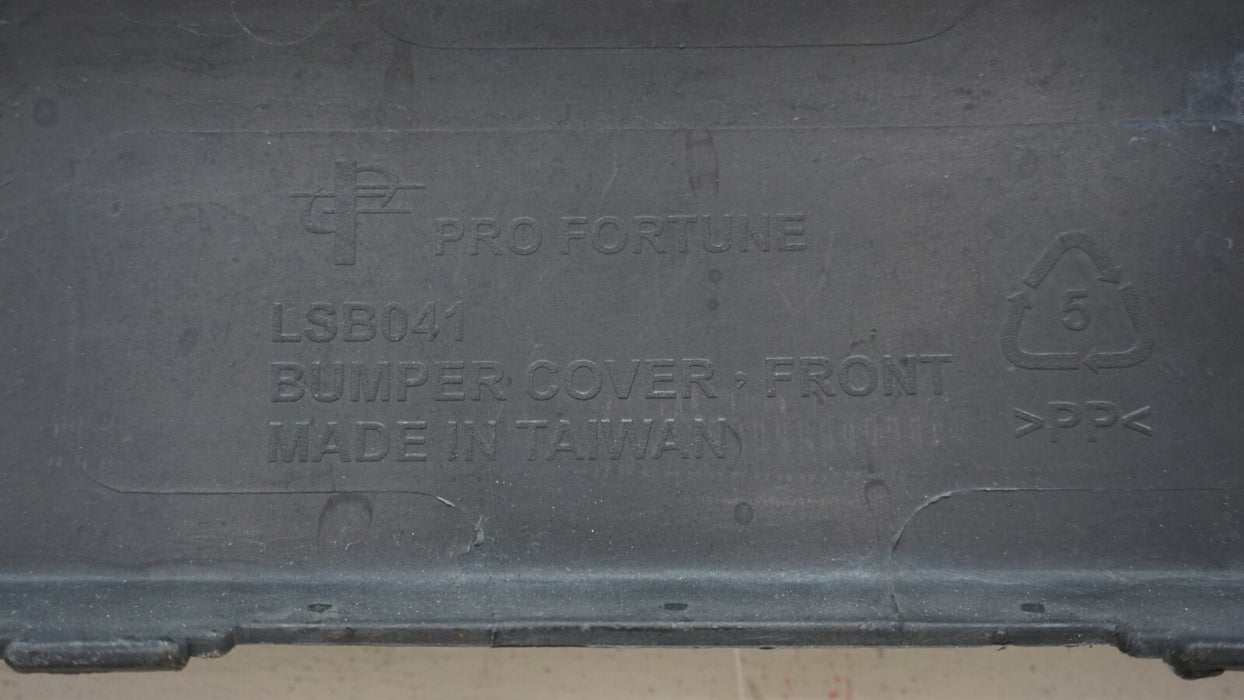 PRO FORTUNE
LSB041
BUMPER COVER，FRONT
MADE IN TAIWAN
5
>PP<